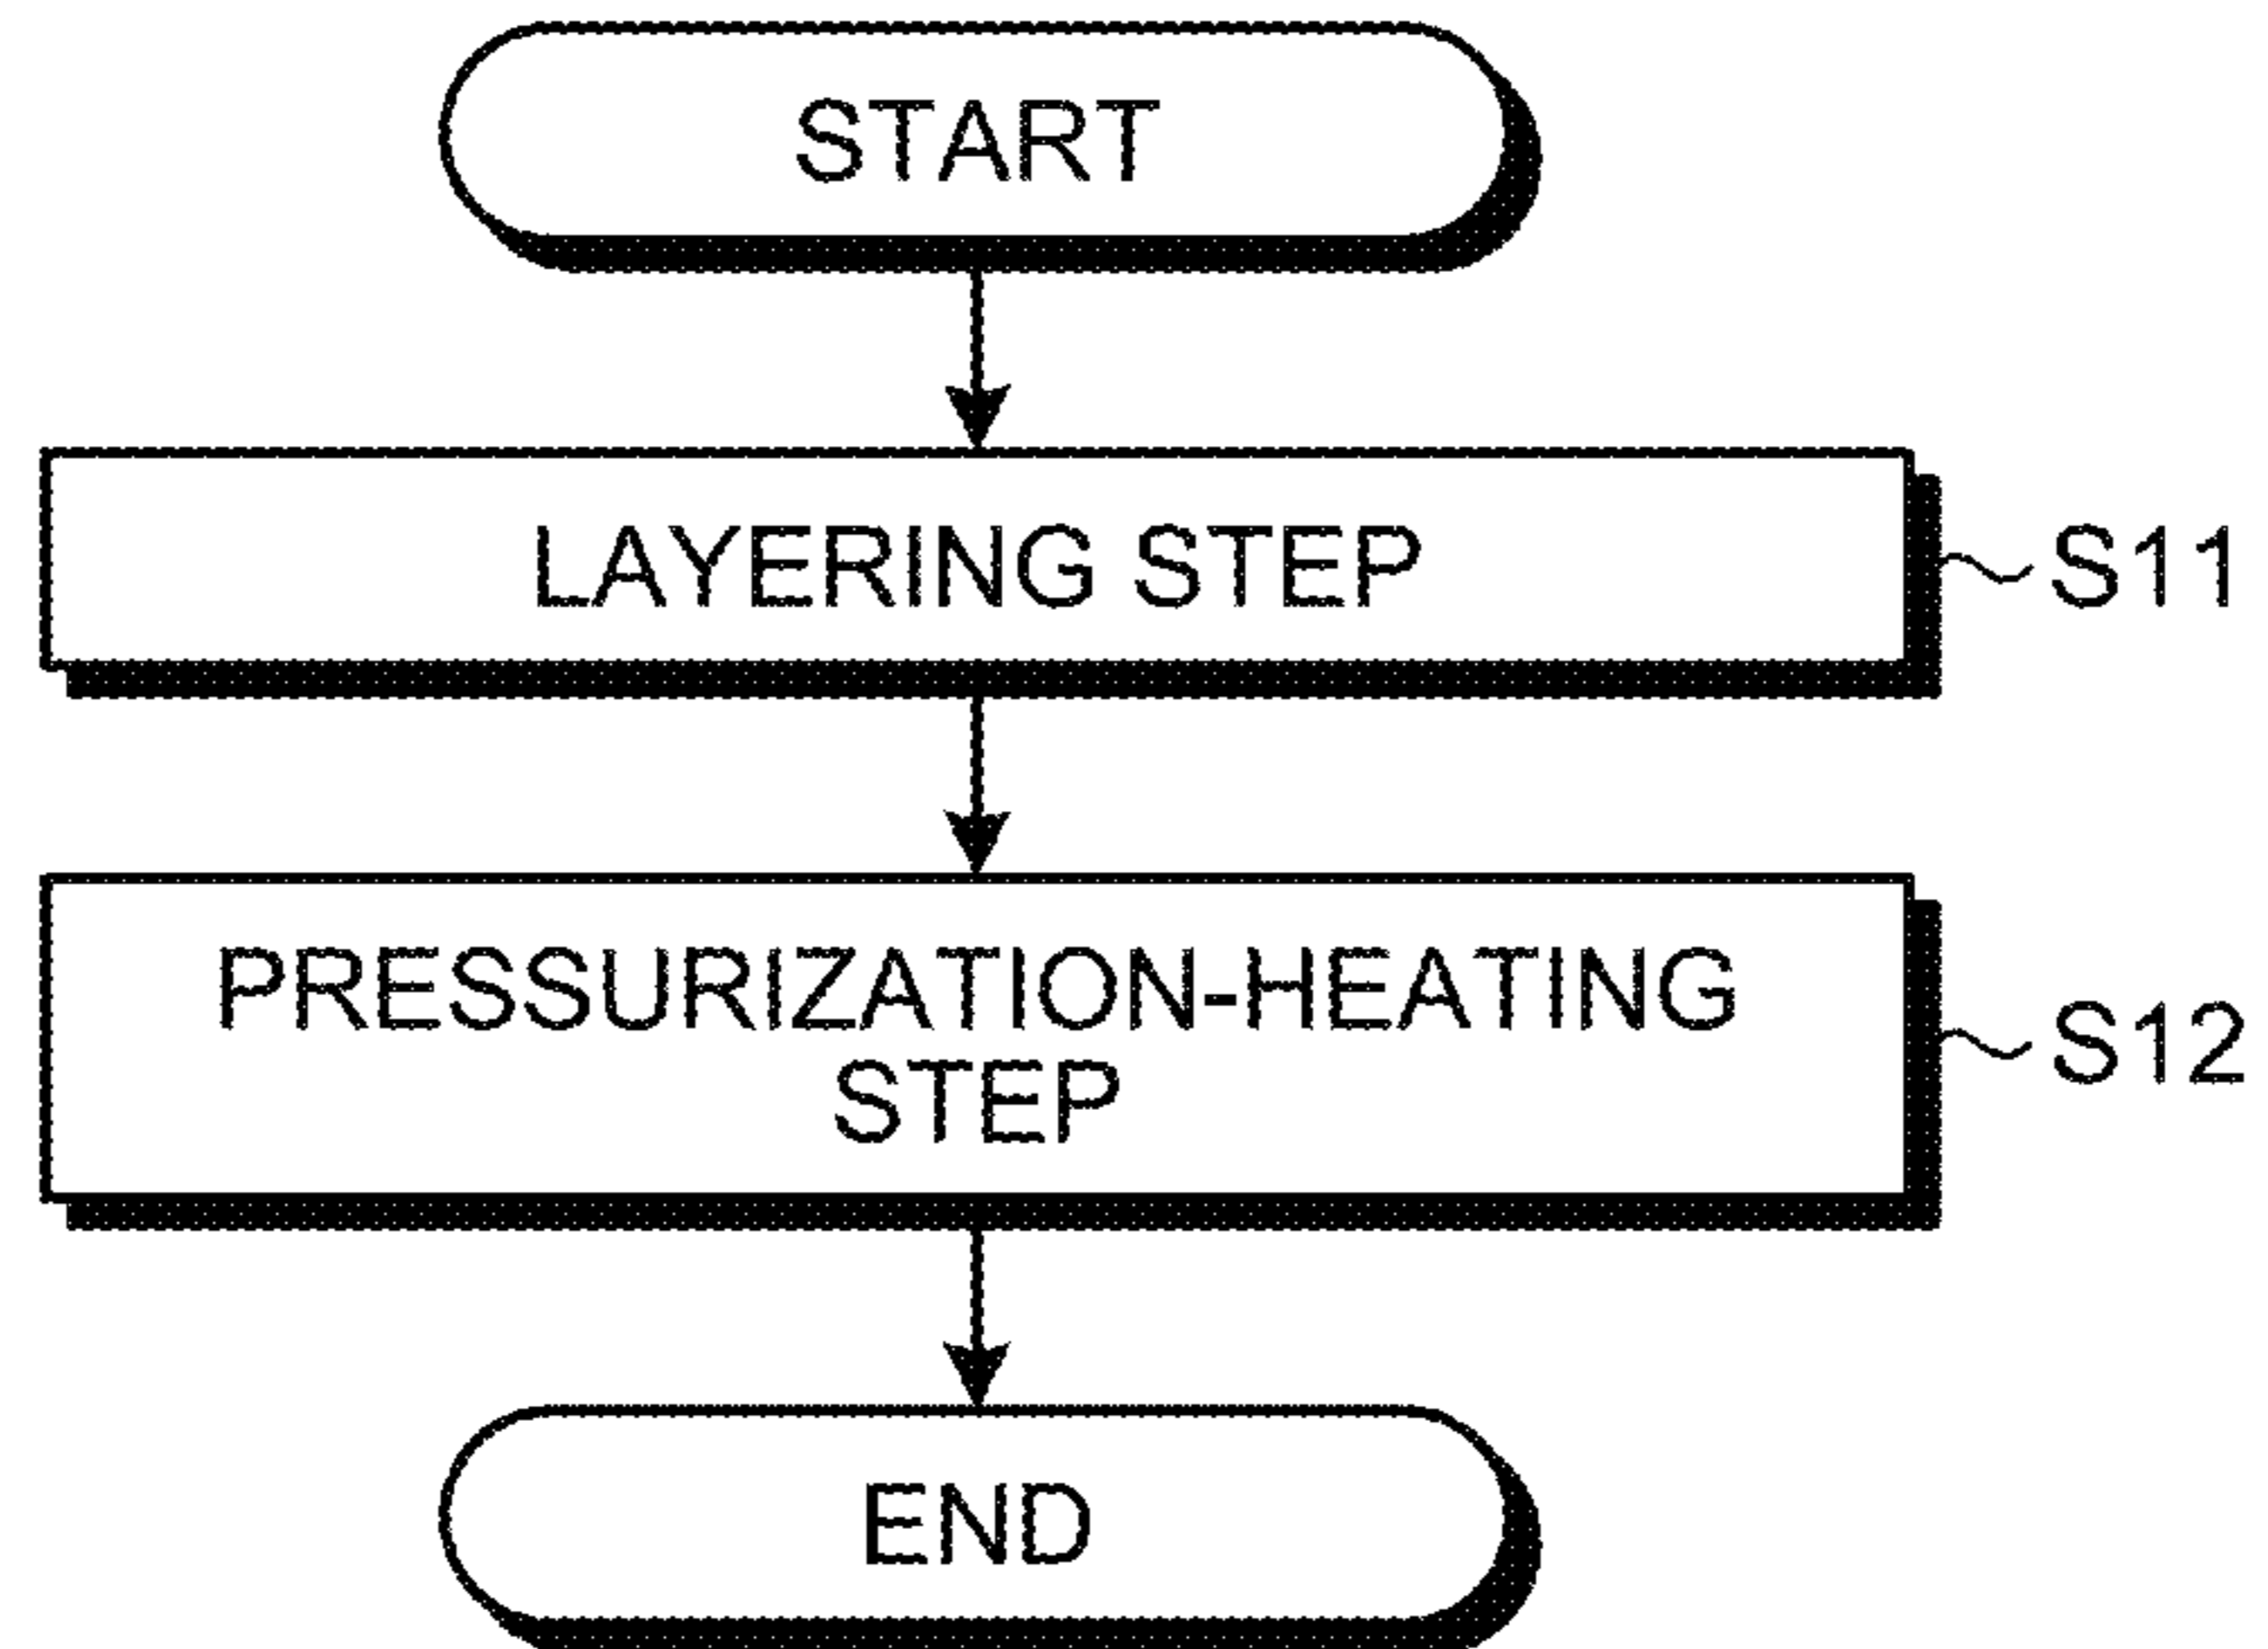 START
LAYERING STEP
S11
PRESSURIZATION-HEATING
STEP
S12
END